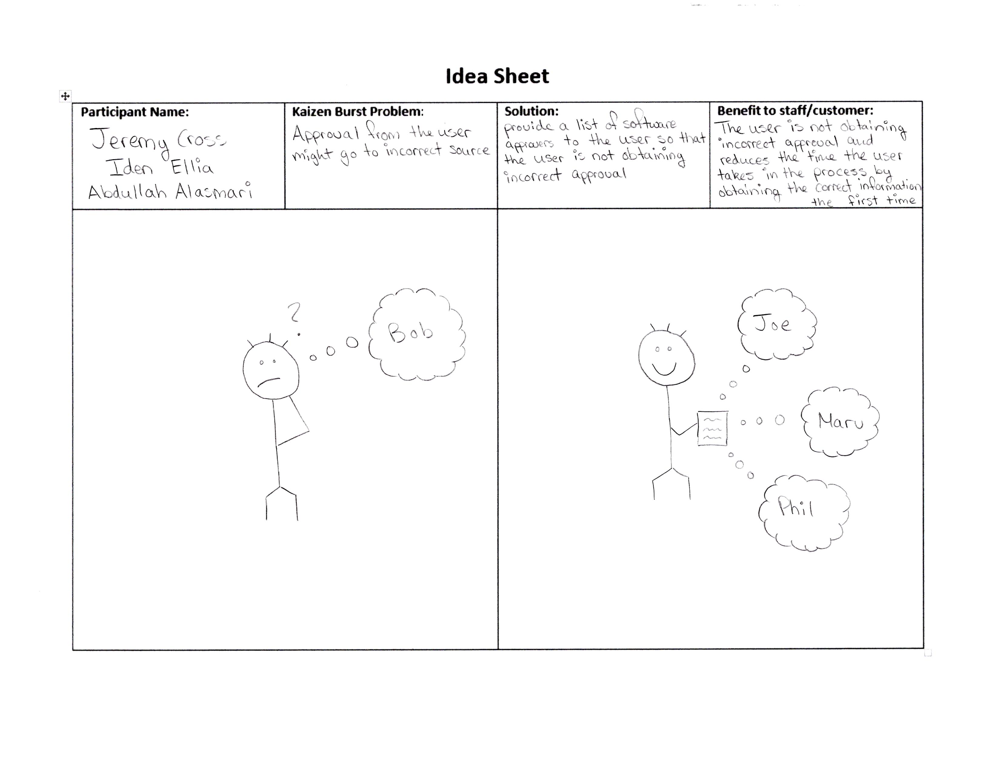 Idea Sheet
Participant Name:
Jeremy Cross
Iden Ellia
Abdullah Alasmari
Kaizen Burst Problem:
Approval from the user
might go to incorrect source
Solution:
provide a list of software
approvers to the user so that
the user is not obtaining
incorrect approval
Benefit to staff/customer:
The user is not obtaining
incorrect approval and
reduces the time the user
takes in the process by
obtaining the correct information
the first time
?
Bob
Joe
Maru
Phil